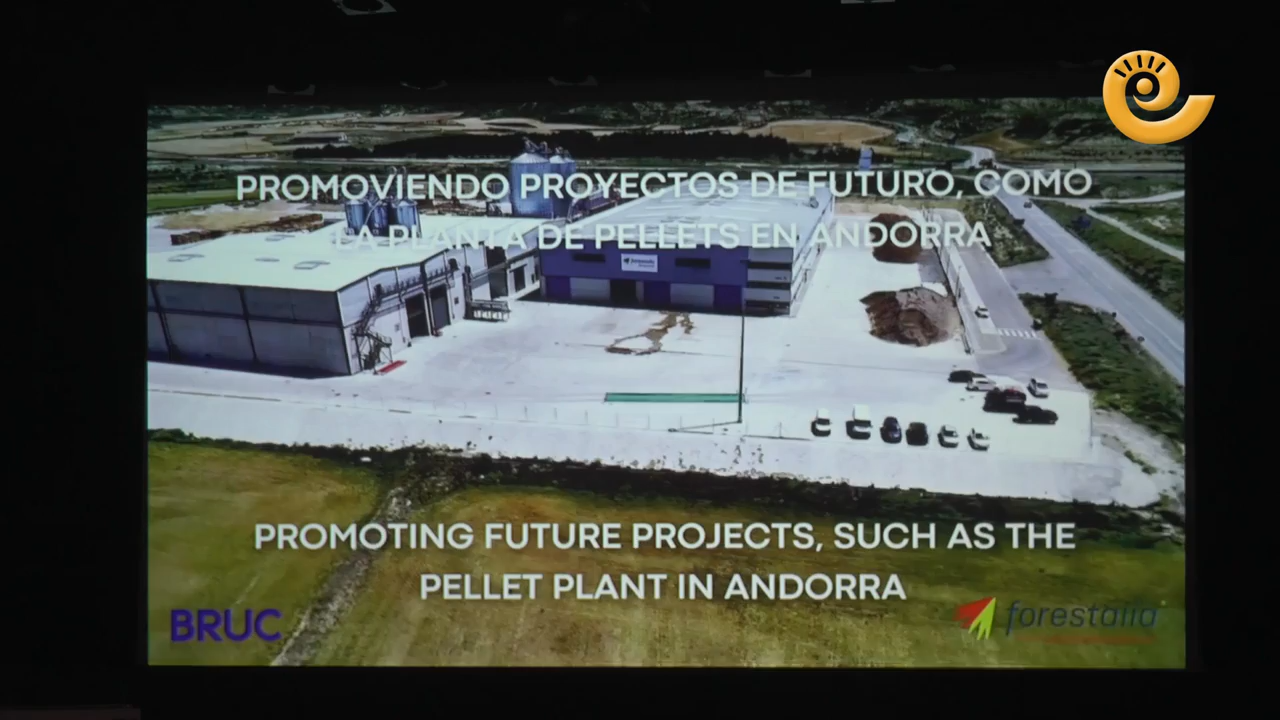 PROMOVIENDO PROYECTOS DE FUTURO, COMO
LA PLANTA DE PELLETS EN ANDORRA
forestalia
PROMOTING FUTURE PROJECTS, SUCH AS THE
PELLET PLANT IN ANDORRA
BRUC
forestalia